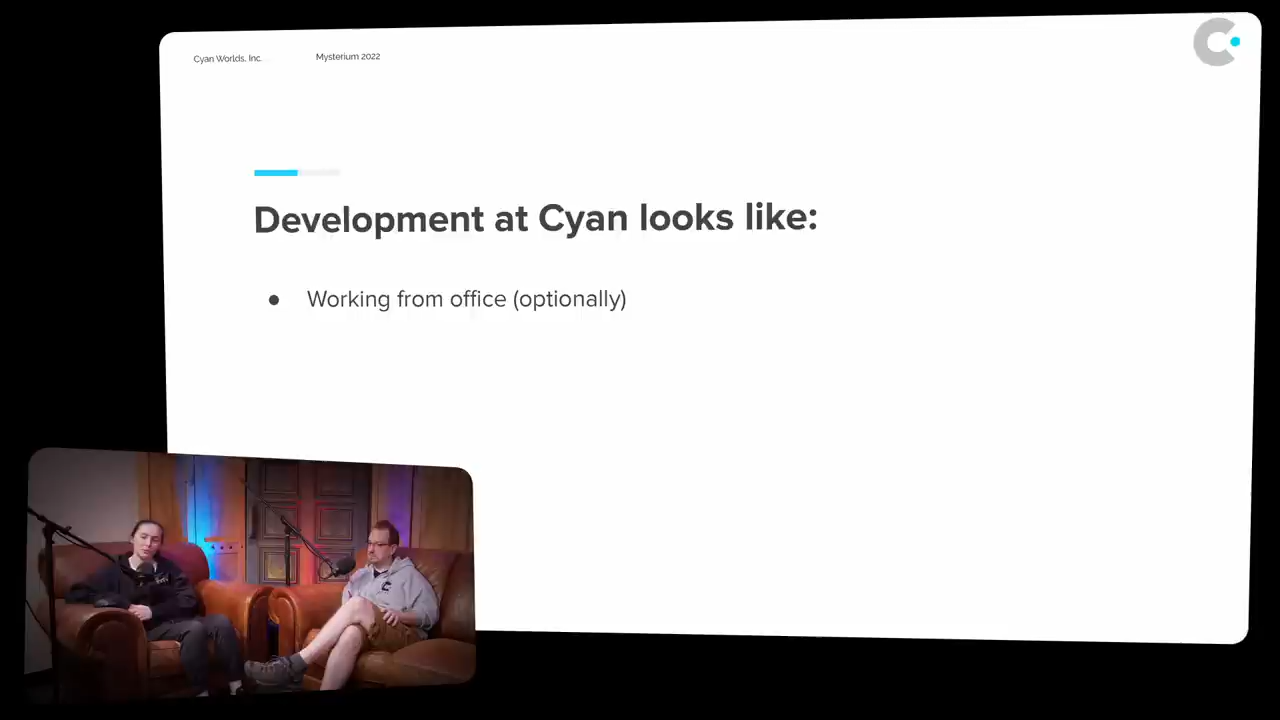 Cyan Worlds, Inc.
Mysterium 2022
Development at Cyan looks like:
● Working from office (optionally)